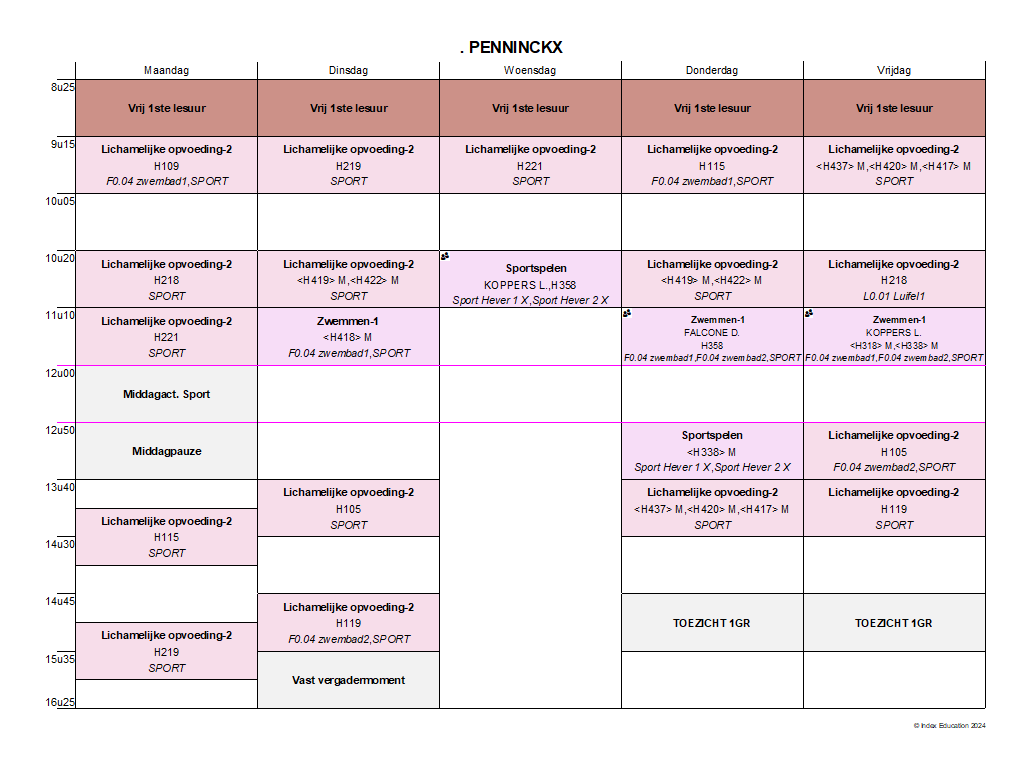 . PENNINCKX
Maandag Dinsdag Woensdag Donderdag Vrijdag
8u25
Vrij 1ste lesuur Vrij 1ste lesuur Vrij 1ste lesuur Vrij 1ste lesuur Vrij 1ste lesuur
9u15
Lichamelijke opvoeding-2 Lichamelijke opvoeding-2 Lichamelijke opvoeding-2 Lichamelijke opvoeding-2 Lichamelijke opvoeding-2
H109 H219 H221 H115 <H437> M,<H420> M,<H417> M
F0.04 zwembad1,SPORT SPORT SPORT F0.04 zwembad1,SPORT SPORT
10u05
10u20
Lichamelijke opvoeding-2 Lichamelijke opvoeding-2 Sportspelen Lichamelijke opvoeding-2 Lichamelijke opvoeding-2
H218 <H419> M,<H422> M KOPPERS L.,H358 <H419> M,<H422> M H218
SPORT SPORT Sport Hever 1 X,Sport Hever 2 X SPORT L0.01 Luifel1
11u10
Lichamelijke opvoeding-2 Zwemmen-1 Zwemmen-1 Zwemmen-1
H221 <H418> M FALCONE D. KOPPERS L.
H358 <H318> M,<H338> M
SPORT F0.04 zwembad1,SPORT F0.04 zwembad1,F0.04 zwembad2,SPORT F0.04 zwembad1,F0.04 zwembad2,SPORT
12u00
Middagact. Sport
12u50
Middagpauze Sportspelen Lichamelijke opvoeding-2
<H338> M H105
Sport Hever 1 X,Sport Hever 2 X F0.04 zwembad2,SPORT
13u40
Lichamelijke opvoeding-2 Lichamelijke opvoeding-2 Lichamelijke opvoeding-2
H105 <H437> M,<H420> M,<H417> M H119
SPORT SPORT SPORT
Lichamelijke opvoeding-2
H115
SPORT
14u30
14u45
Lichamelijke opvoeding-2 TOEZICHT 1GR TOEZICHT 1GR
H119
F0.04 zwembad2,SPORT
Lichamelijke opvoeding-2
H219
SPORT
15u35
Vast vergadermoment
16u25
© Index Education 2024